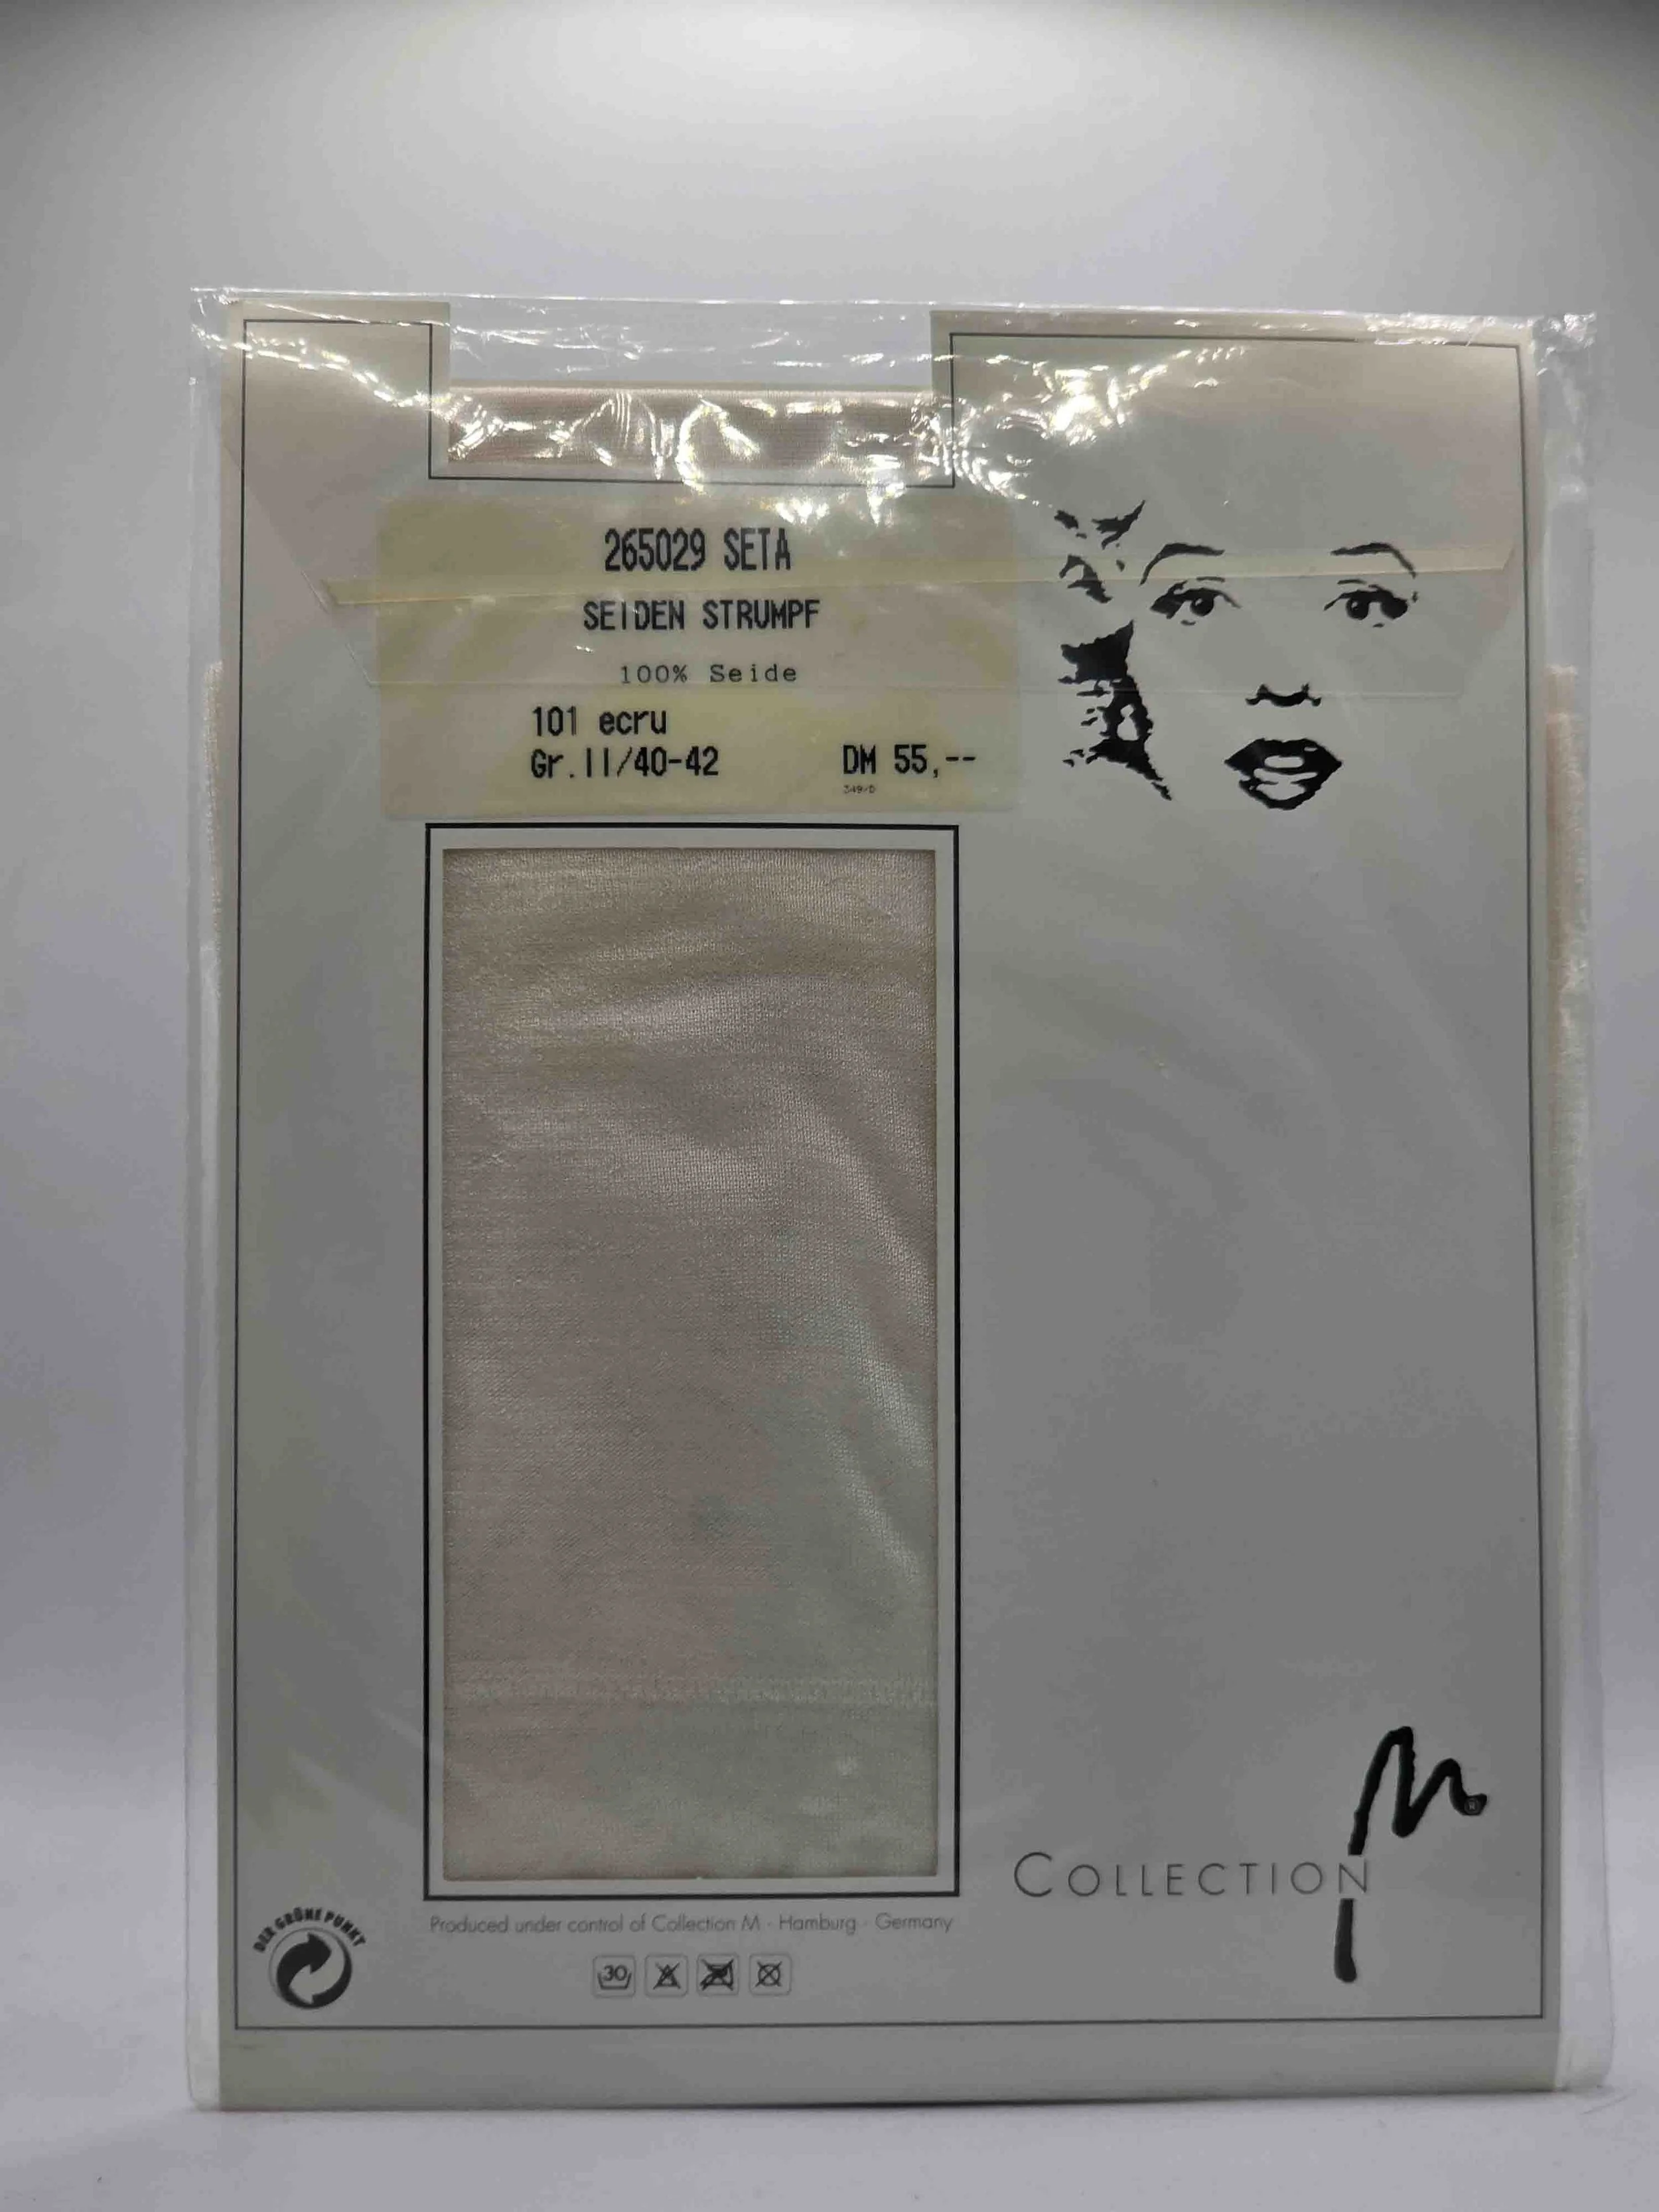 265029 SETA
SEIDEN STRUMPF
100% Seide
101 ecru
Gr.II/40-42 DM 55,--
349/D
M ®
COLLECTION
DER GRÜNE PUNKT
Produced under control of Collection M - Hamburg - Germany
30